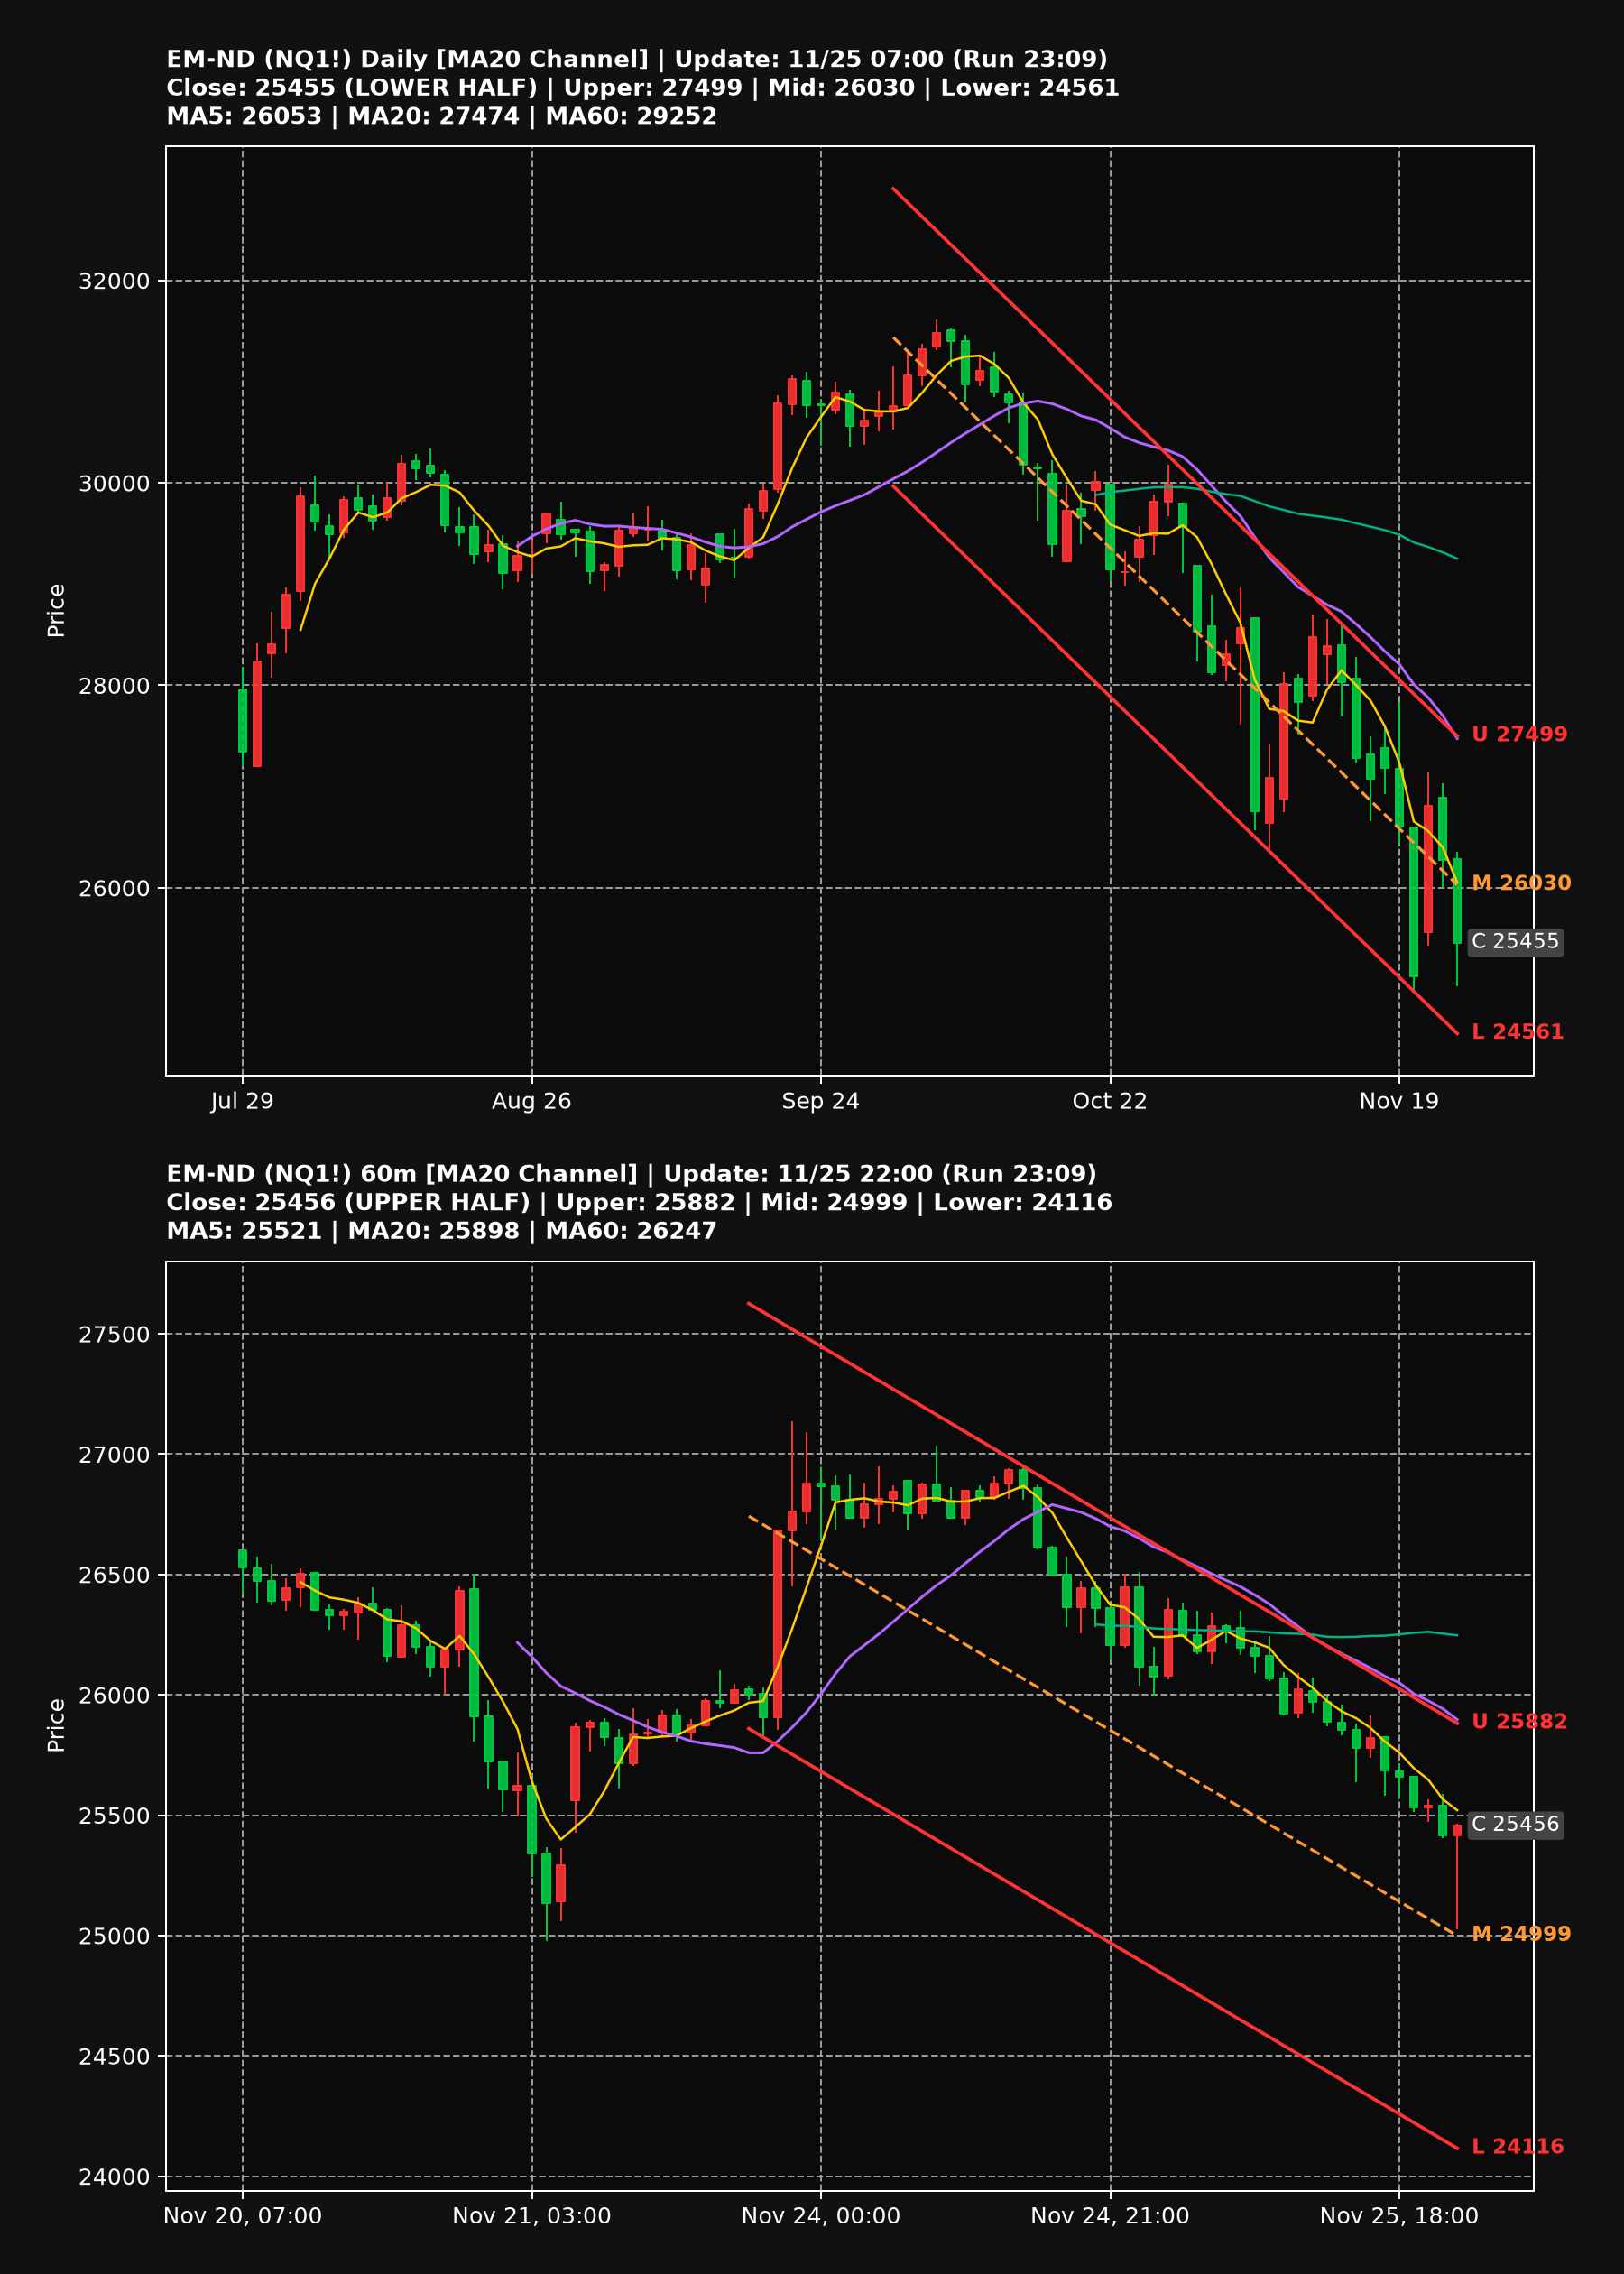 EM-ND (NQ1!) Daily [MA20 Channel] | Update: 11/25 07:00 (Run 23:09)
Close: 25455 (LOWER HALF) | Upper: 27499 | Mid: 26030 | Lower: 24561
MA5: 26053 | MA20: 27474 | MA60: 29252
32000
30000
28000
26000
Price
U 27499
M 26030
C 25455
L 24561
Jul 29
Aug 26
Sep 24
Oct 22
Nov 19
EM-ND (NQ1!) 60m [MA20 Channel] | Update: 11/25 22:00 (Run 23:09)
Close: 25456 (UPPER HALF) | Upper: 25882 | Mid: 24999 | Lower: 24116
MA5: 25521 | MA20: 25898 | MA60: 26247
27500
27000
26500
26000
25500
25000
24500
24000
Price
U 25882
C 25456
M 24999
L 24116
Nov 20, 07:00
Nov 21, 03:00
Nov 24, 00:00
Nov 24, 21:00
Nov 25, 18:00